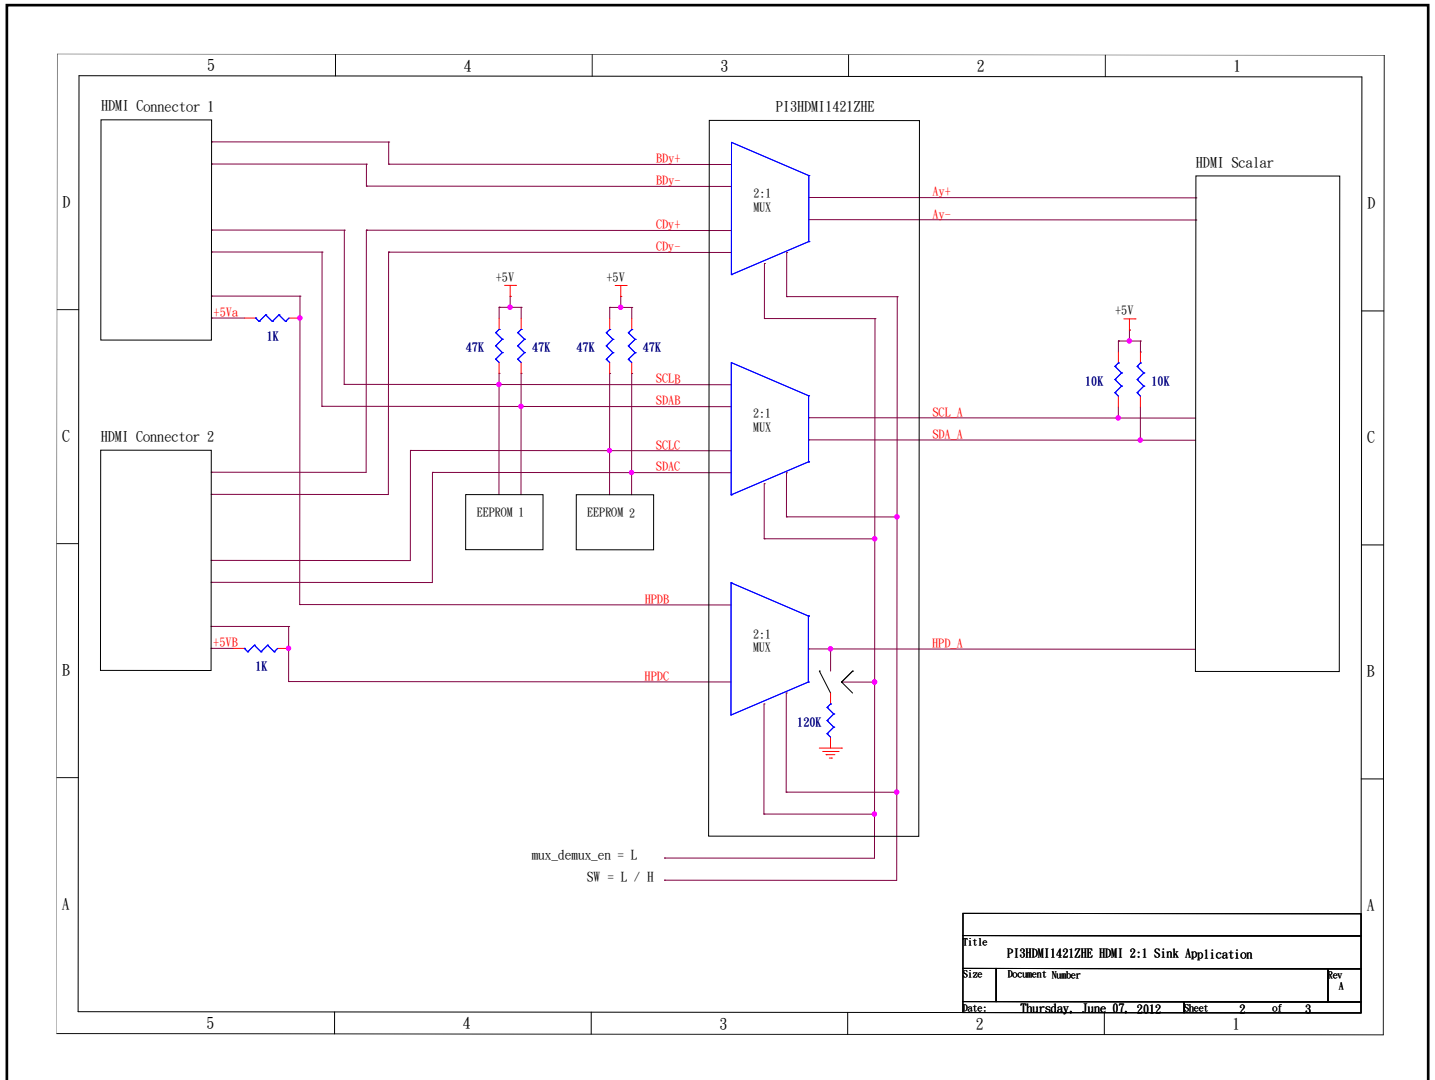 5 4 3 2 1
HDMI Connector 1
PI3HDMI1421ZHE
BDy+
BDy-
2:1
MUX
HDMI Scalar
Ay+
Ay-
D
D
CDy+
CDy-
+5V
+5V
+5Va
1K
+5V
47K 47K 47K 47K
10K 10K
SCLB
SDAB
2:1
MUX
SCL_A
SDA_A
C
C
HDMI Connector 2
SCLC
SDAC
EEPROM 1
EEPROM 2
HPDB
2:1
MUX
HPD_A
+5VB
1K
B
B
HPDC
120K
mux_demux_en = L
SW = L / H
A
A
Title
PI3HDMI1421ZHE HDMI 2:1 Sink Application
Size Document Number Rev
A
Date: Thursday, June 07, 2012 Sheet 2 of 3
5 4 3 2 1